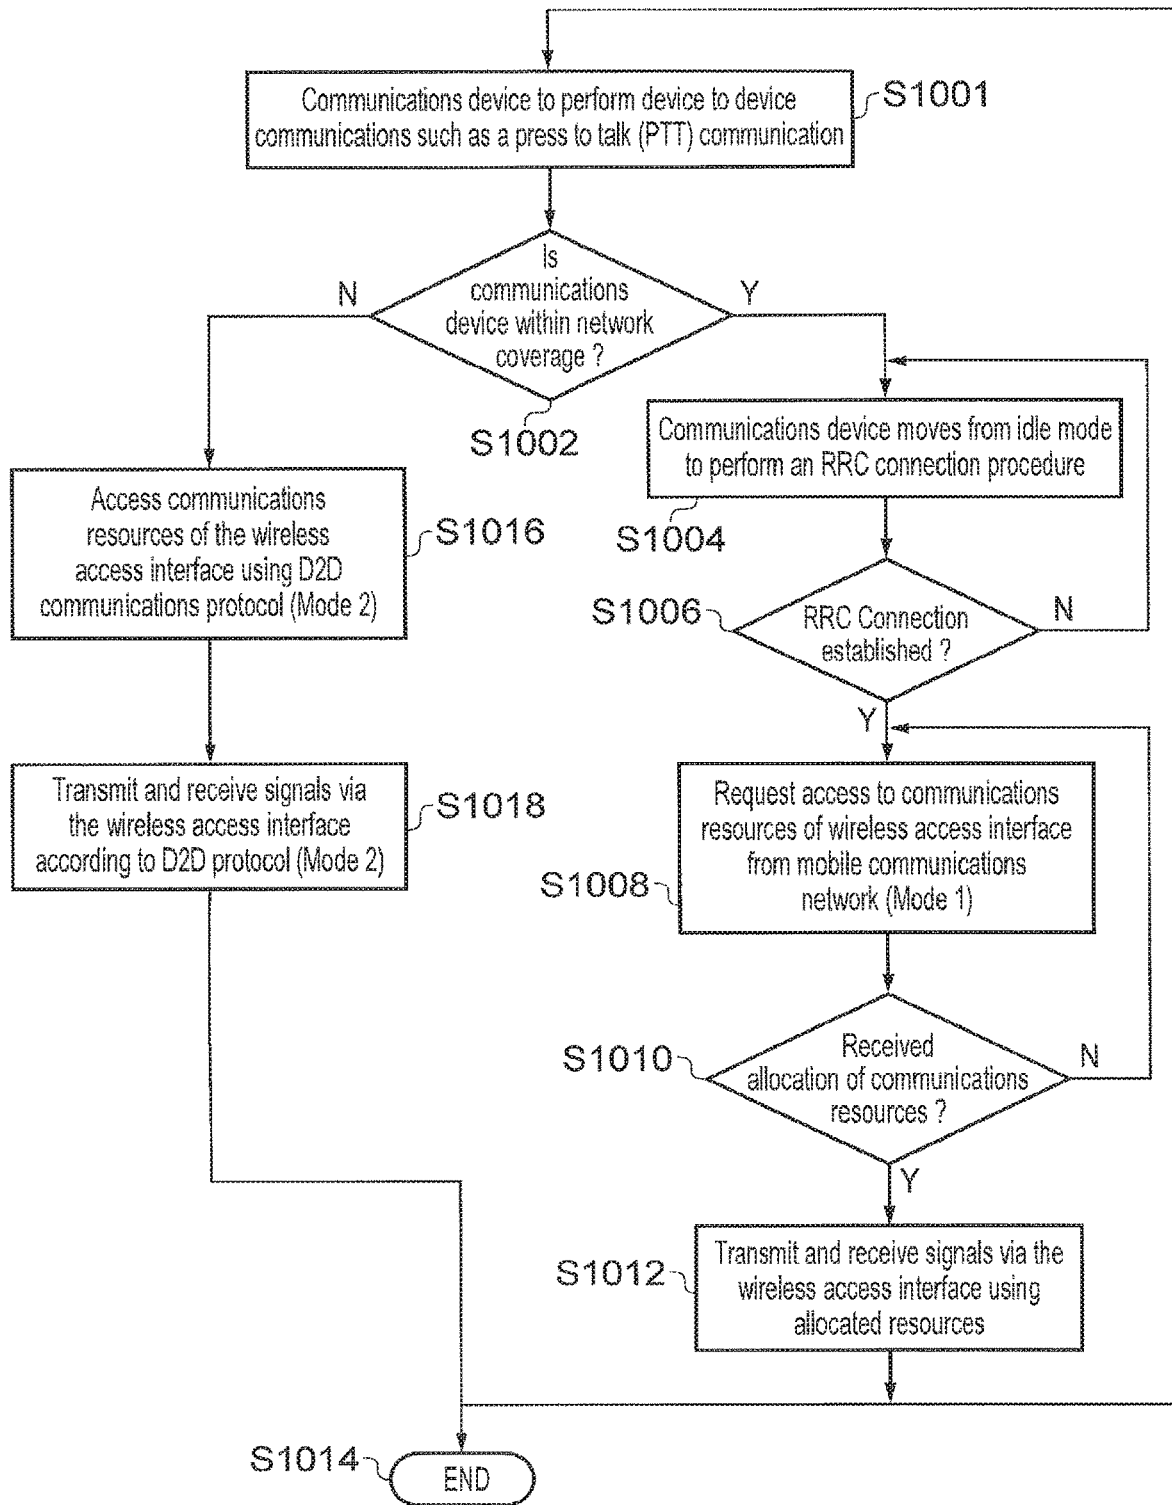 Communications device to perform device to device
communications such as a press to talk (PTT) communication
S1001
Is
communications
device within network
coverage ?
N
Y
S1002
Communications device moves from idle mode
to perform an RRC connection procedure
S1004
Access communications
resources of the wireless
access interface using D2D
communications protocol (Mode 2)
S1016
S1006
RRC Connection
established ?
N
Y
Transmit and receive signals via
the wireless access interface
according to D2D protocol (Mode 2)
S1018
Request access to communications
resources of wireless access interface
from mobile communications
network (Mode 1)
S1008
S1010
Received
allocation of communications
resources ?
N
Y
S1012
Transmit and receive signals via the
wireless access interface using
allocated resources
S1014
END